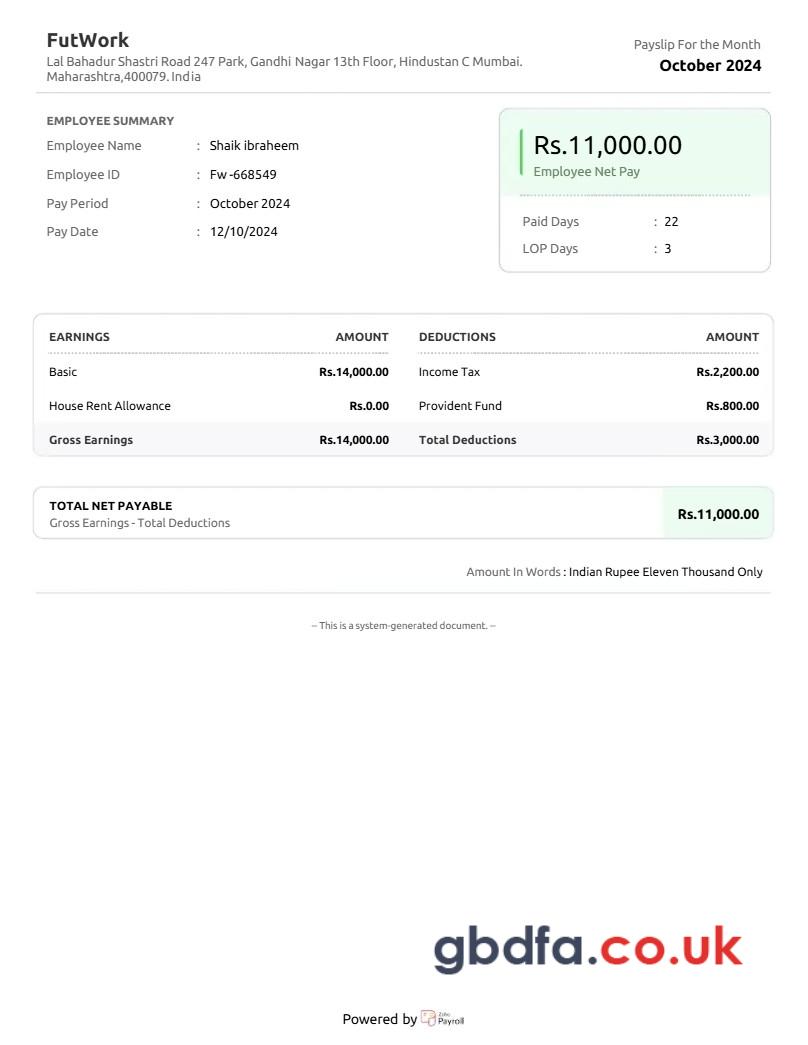 FutWork
Lal Bahadur Shastri Road 247 Park, Gandhi Nagar 13th Floor, Hindustan C Mumbai.
Maharashtra,400079. India
Payslip For the Month
October 2024
EMPLOYEE SUMMARY
Employee Name : Shaik ibraheem
Employee ID : Fw -668549
Pay Period : October 2024
Pay Date : 12/10/2024
Rs.11,000.00
Employee Net Pay
Paid Days : 22
LOP Days : 3
EARNINGS AMOUNT DEDUCTIONS AMOUNT
Basic Rs.14,000.00 Income Tax Rs.2,200.00
House Rent Allowance Rs.0.00 Provident Fund Rs.800.00
Gross Earnings Rs.14,000.00 Total Deductions Rs.3,000.00
TOTAL NET PAYABLE
Gross Earnings - Total Deductions
Rs.11,000.00
Amount In Words : Indian Rupee Eleven Thousand Only
-- This is a system-generated document. --
gbdfa.co.uk
Powered by Zoho Payroll